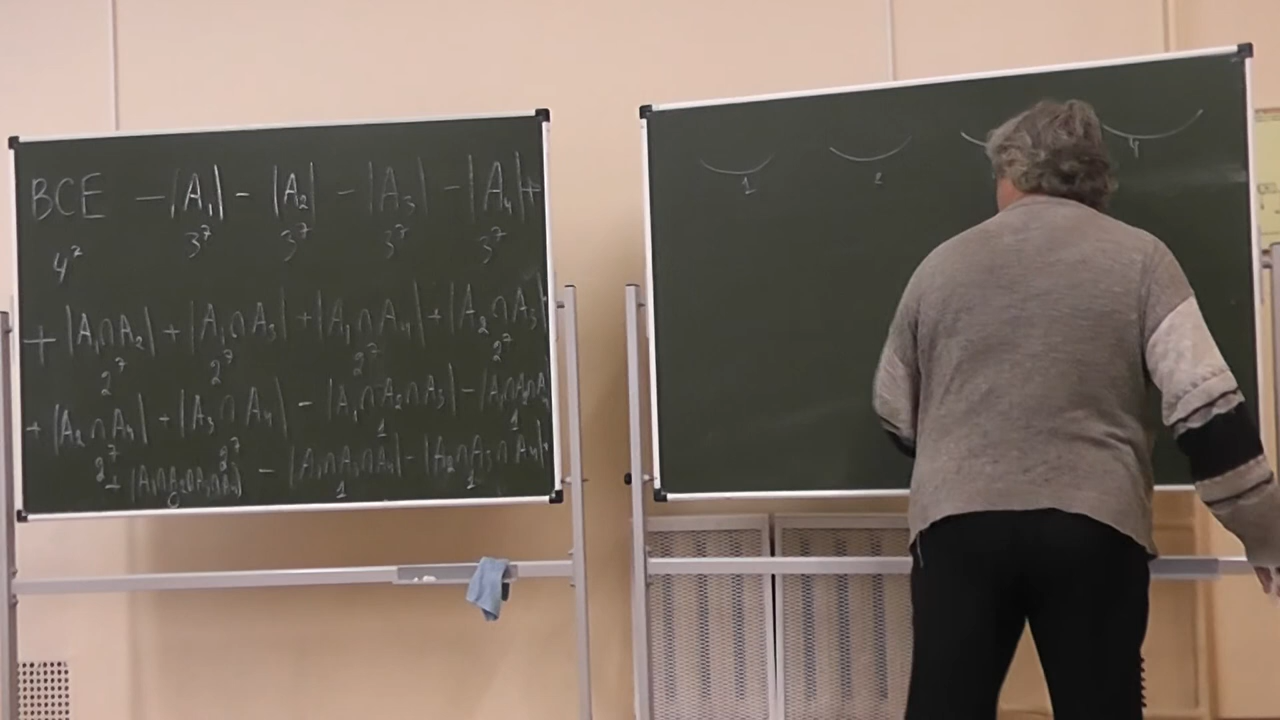 ВСЕ - |A₁| - |A₂| - |A₃| - |A₄| +
4² 3⁷ 3⁷ 3⁷ 3⁷
+ |A₁∩A₂| + |A₁∩A₃| + |A₁∩A₄| + |A₂∩A₃|
2⁷ 2⁷ 2⁷ 2⁷
+ |A₂∩A₄| + |A₃∩A₄| - |A₁∩A₂∩A₃| - |A₁∩A₂∩A₄
2⁷ 2⁷ 1 1
+ |A₁∩A₂∩A₃∩A₄| - |A₁∩A₃∩A₄| - |A₂∩A₃∩A₄|
0 1 1
1 2 4